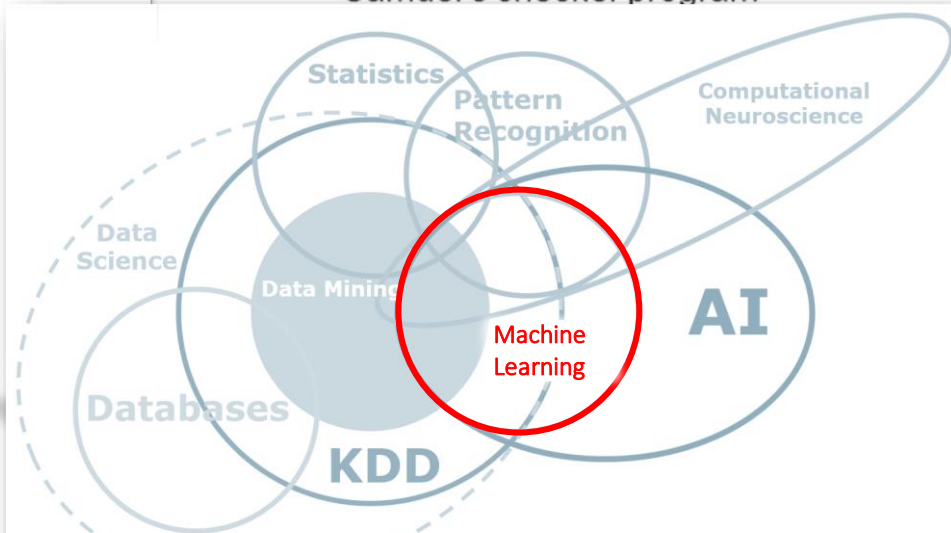 Statistics
Pattern
Recognition
Computational
Neuroscience
Data
Science
Data Mining
AI
Machine
Learning
Databases
KDD